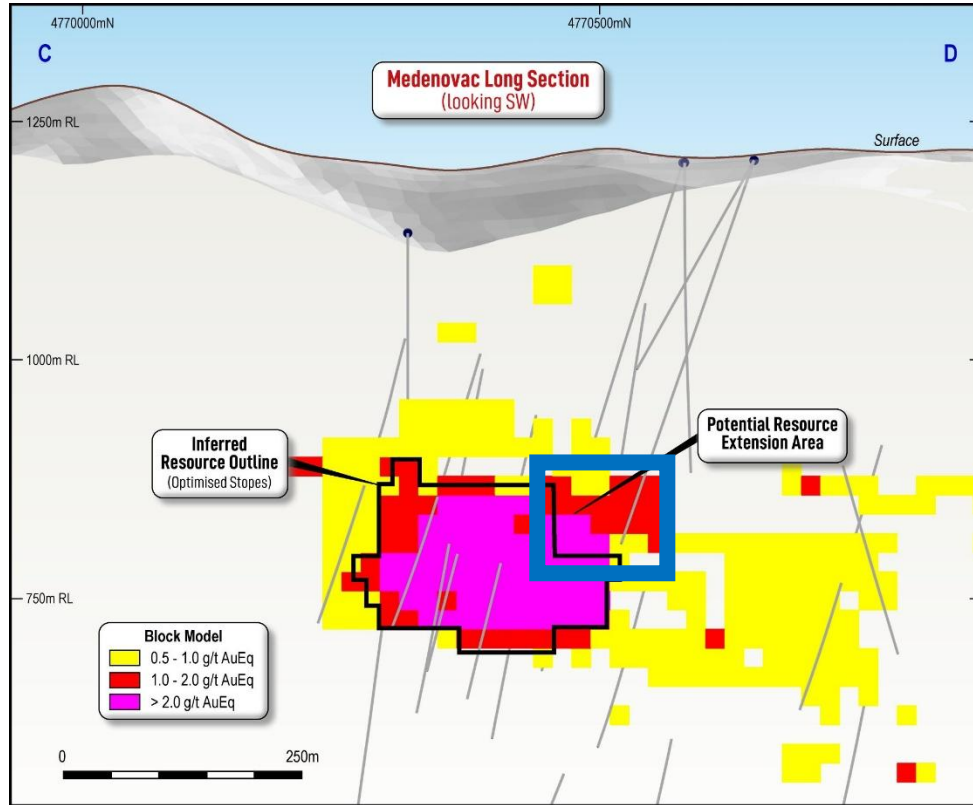 4770000mN
4770500mN
C
D
Medenovac Long Section
(looking SW)
1250m RL
Surface
1000m RL
Inferred
Resource Outline
(Optimised Stopes)
Potential Resource
Extension Area
750m RL
Block Model
0.5 - 1.0 g/t AuEq
1.0 - 2.0 g/t AuEq
> 2.0 g/t AuEq
0
250m